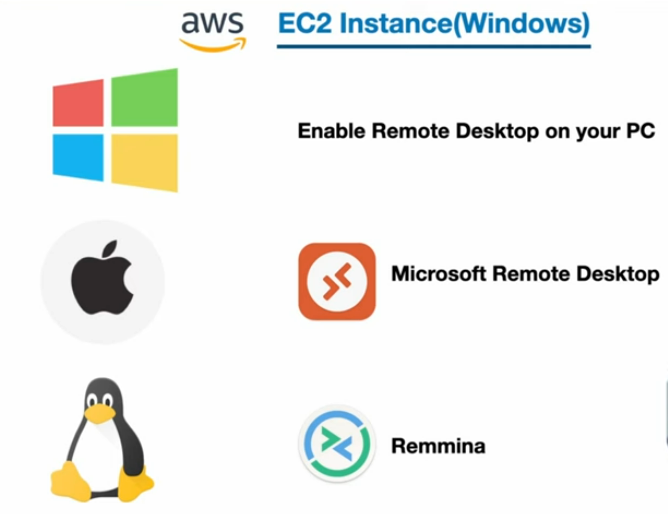 aws EC2 Instance(Windows)
Enable Remote Desktop on your PC
Microsoft Remote Desktop
Remmina